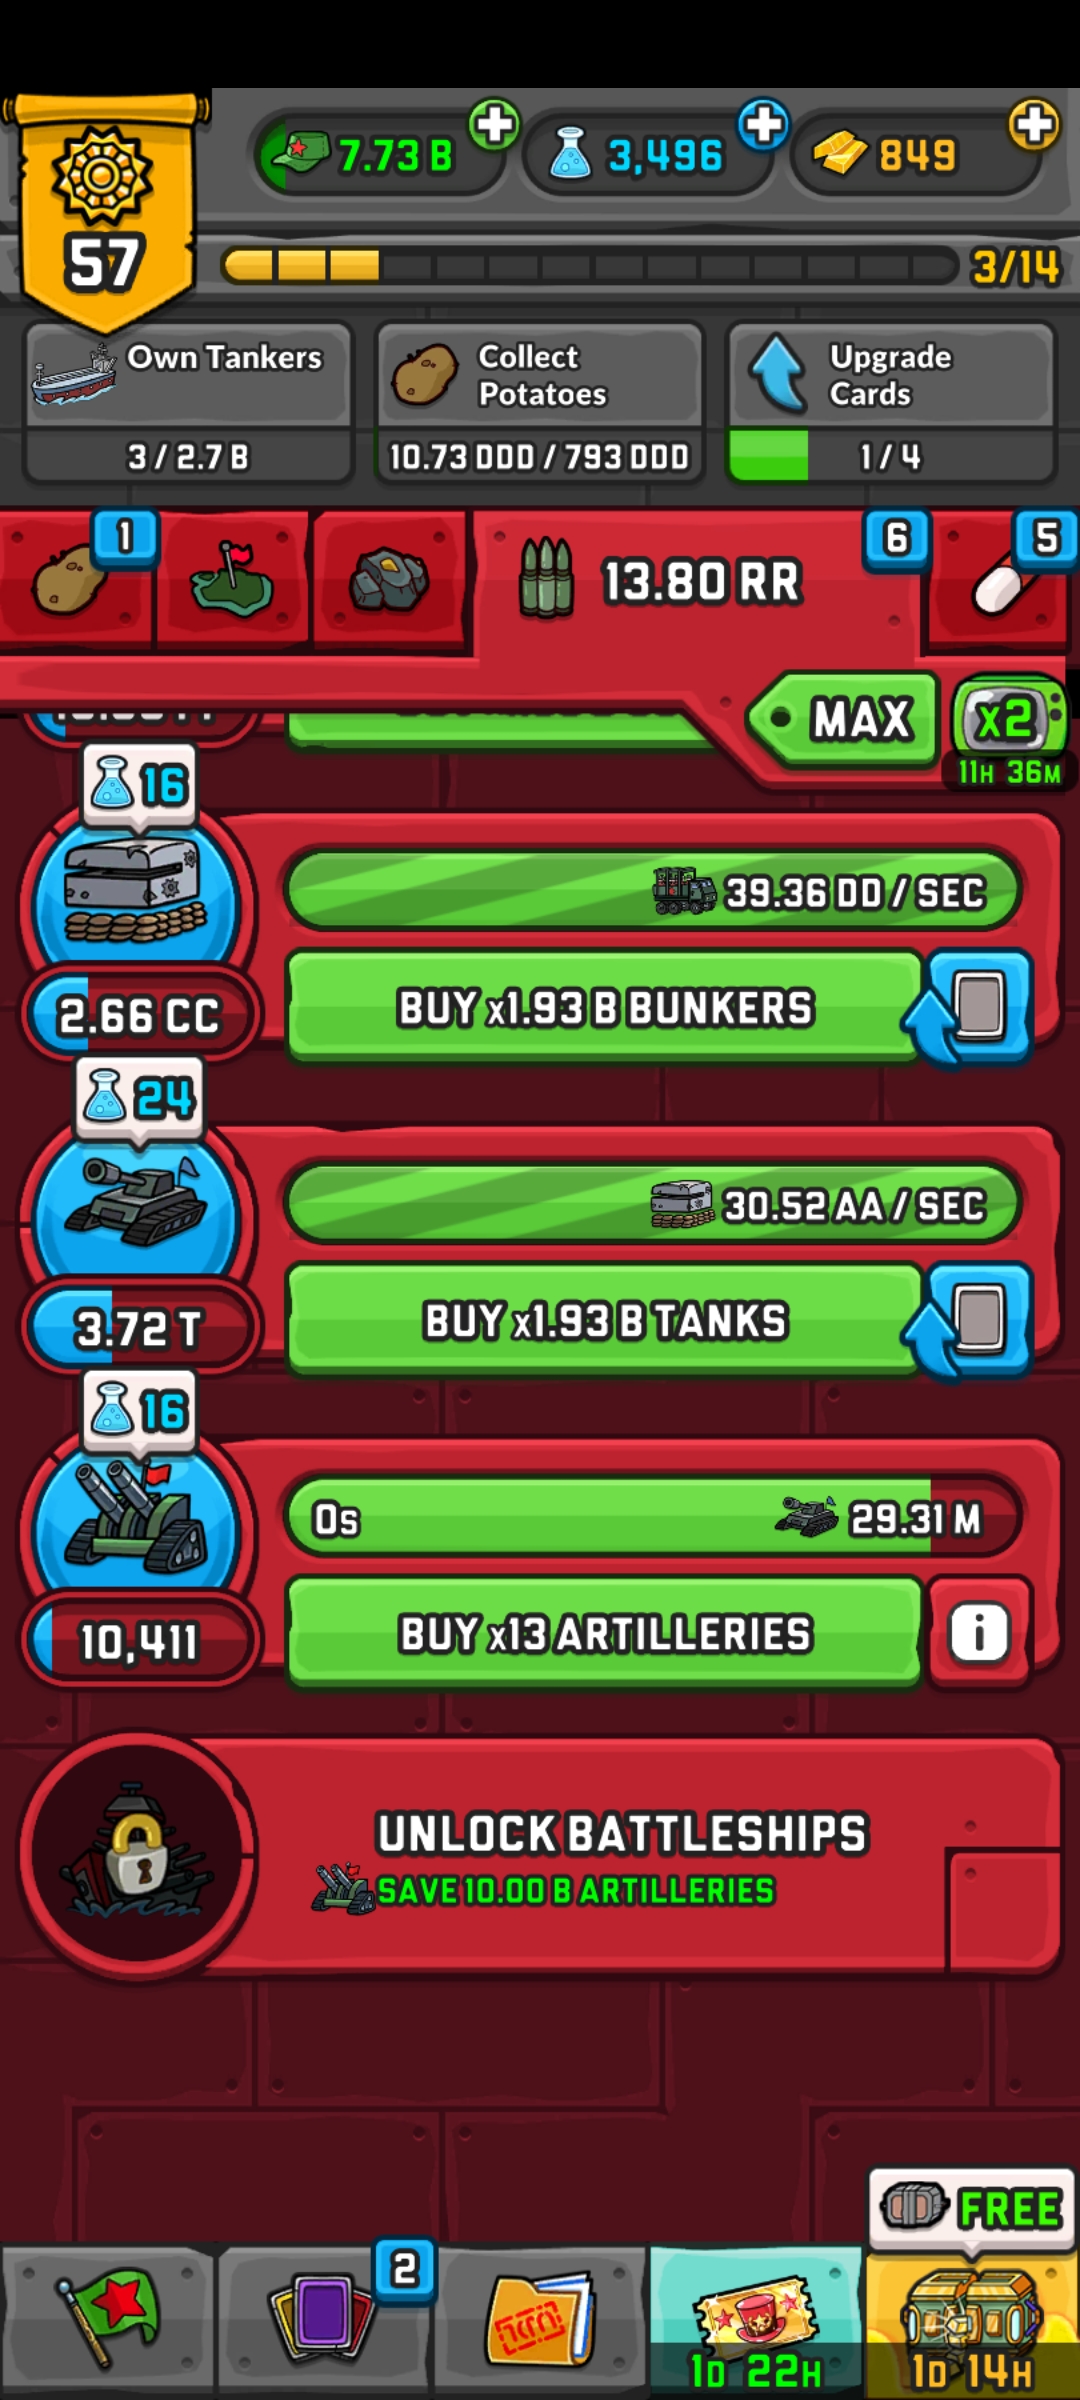 7.73 B
3,496
849
57
3/14
Own Tankers
3 / 2.7 B
Collect
Potatoes
10.73 DDD / 793 DDD
Upgrade
Cards
1 / 4
1
13.80 RR
6
5
MAX
x2
11H 36M
16
39.36 DD / SEC
2.66 CC
BUY x1.93 B BUNKERS
24
30.52 AA / SEC
3.72 T
BUY x1.93 B TANKS
16
0s
29.31 M
10,411
BUY x13 ARTILLERIES
i
UNLOCK BATTLESHIPS
SAVE 10.00 B ARTILLERIES
FREE
2
1D 22H
1D 14H